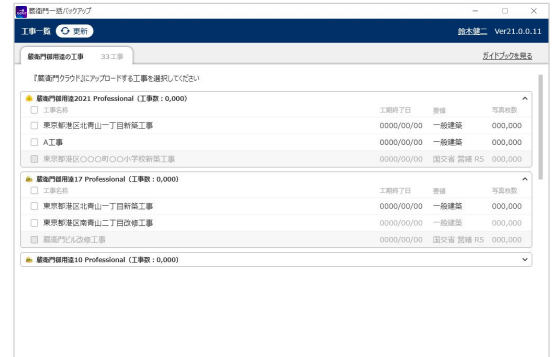 蔵衛門一括バックアップ
工事一覧 更新 鈴木健二 Ver21.0.0.11
蔵衛門御用達の工事 33工事 ガイドブックを見る
『蔵衛門クラウド』にアップロードする工事を選択してください
蔵衛門御用達2021 Professional（工事数：0,000）
工事名称 工期終了日 要領 写真枚数
東京都港区北青山一丁目新築工事 0000/00/00 一般建築 000,000
A工事 0000/00/00 一般建築 000,000
東京都港区〇〇〇町〇〇小学校新築工事 0000/00/00 国交省 営繕 R5 000,000
蔵衛門御用達17 Professional（工事数：0,000）
工事名称 工期終了日 要領 写真枚数
東京都港区北青山一丁目新築工事 0000/00/00 一般建築 000,000
東京都港区南青山二丁目改修工事 0000/00/00 一般建築 000,000
蔵衛門ビル改修工事 0000/00/00 国交省 営繕 R5 000,000
蔵衛門御用達10 Professional（工事数：0,000）